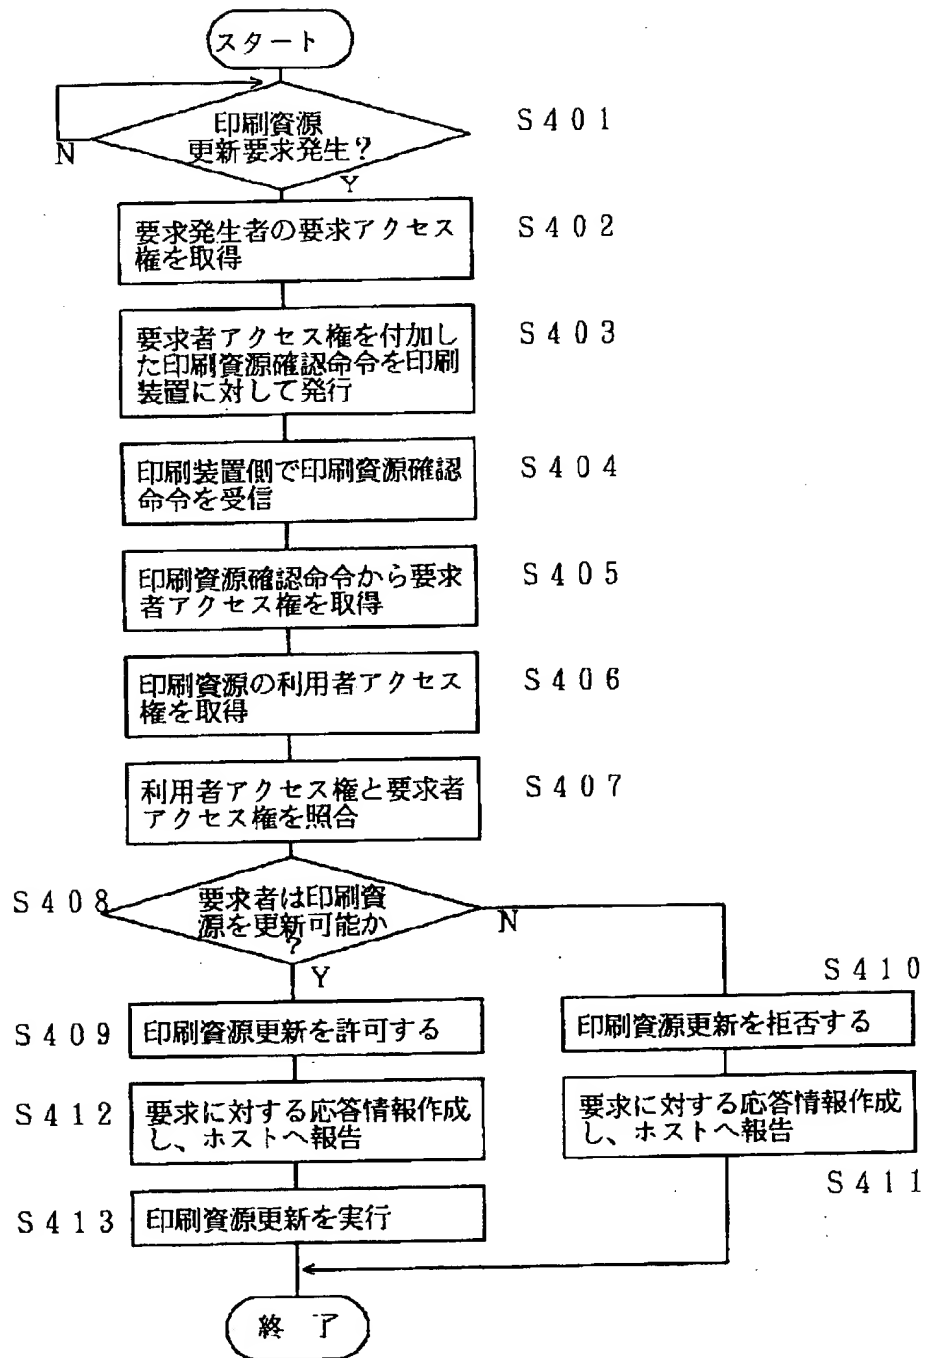 スタート
印刷資源
更新要求発生?
S401
N
Y
要求発生者の要求アクセス
権を取得
S402
要求者アクセス権を付加し
た印刷資源確認命令を印刷
装置に対して発行
S403
印刷装置側で印刷資源確認
命令を受信
S404
印刷資源確認命令から要求
者アクセス権を取得
S405
印刷資源の利用者アクセス
権を取得
S406
利用者アクセス権と要求者
アクセス権を照合
S407
S408
要求者は印刷資
源を更新可能か
?
N
Y
S410
S409
印刷資源更新を許可する
印刷資源更新を拒否する
S412
要求に対する応答情報作成
し、ホストへ報告
要求に対する応答情報作成
し、ホストへ報告
S411
S413
印刷資源更新を実行
終 了